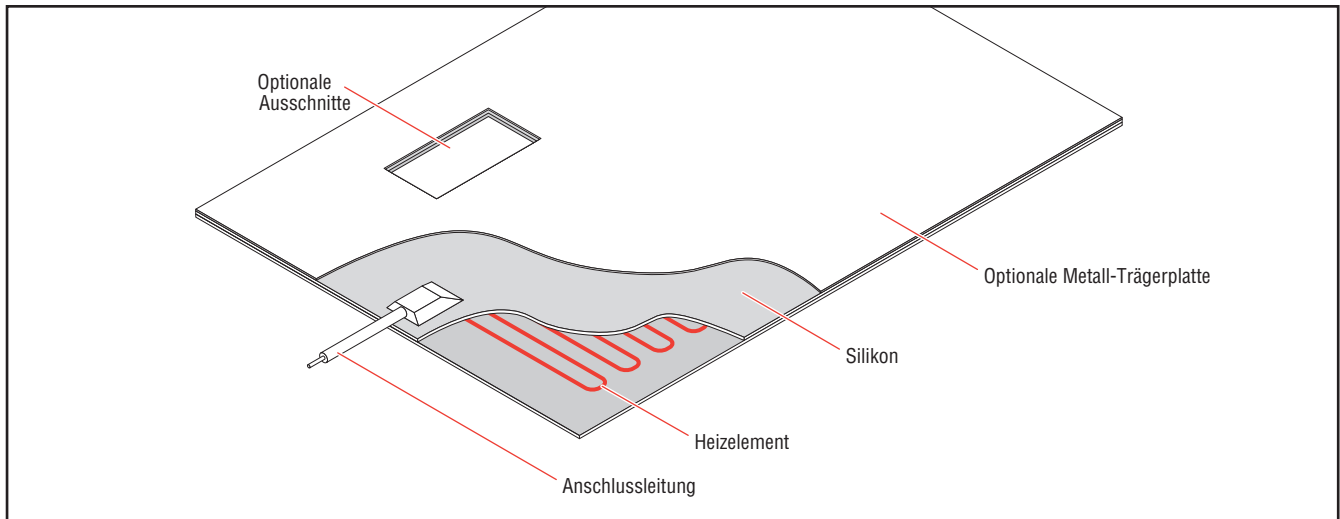 Optionale
Ausschnitte
Optionale Metall-Trägerplatte
Silikon
Heizelement
Anschlussleitung